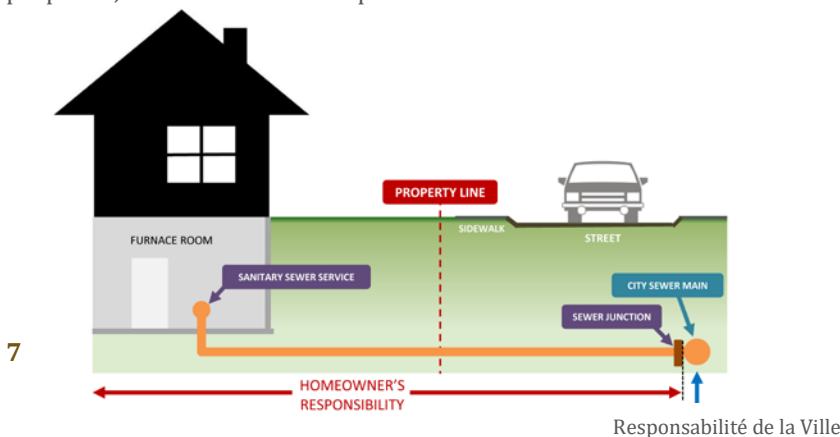 PROPERTY LINE
SIDEWALK
STREET
FURNACE ROOM
SANITARY SEWER SERVICE
CITY SEWER MAIN
SEWER JUNCTION
7
HOMEOWNER'S
RESPONSIBILITY
Responsabilité de la Ville